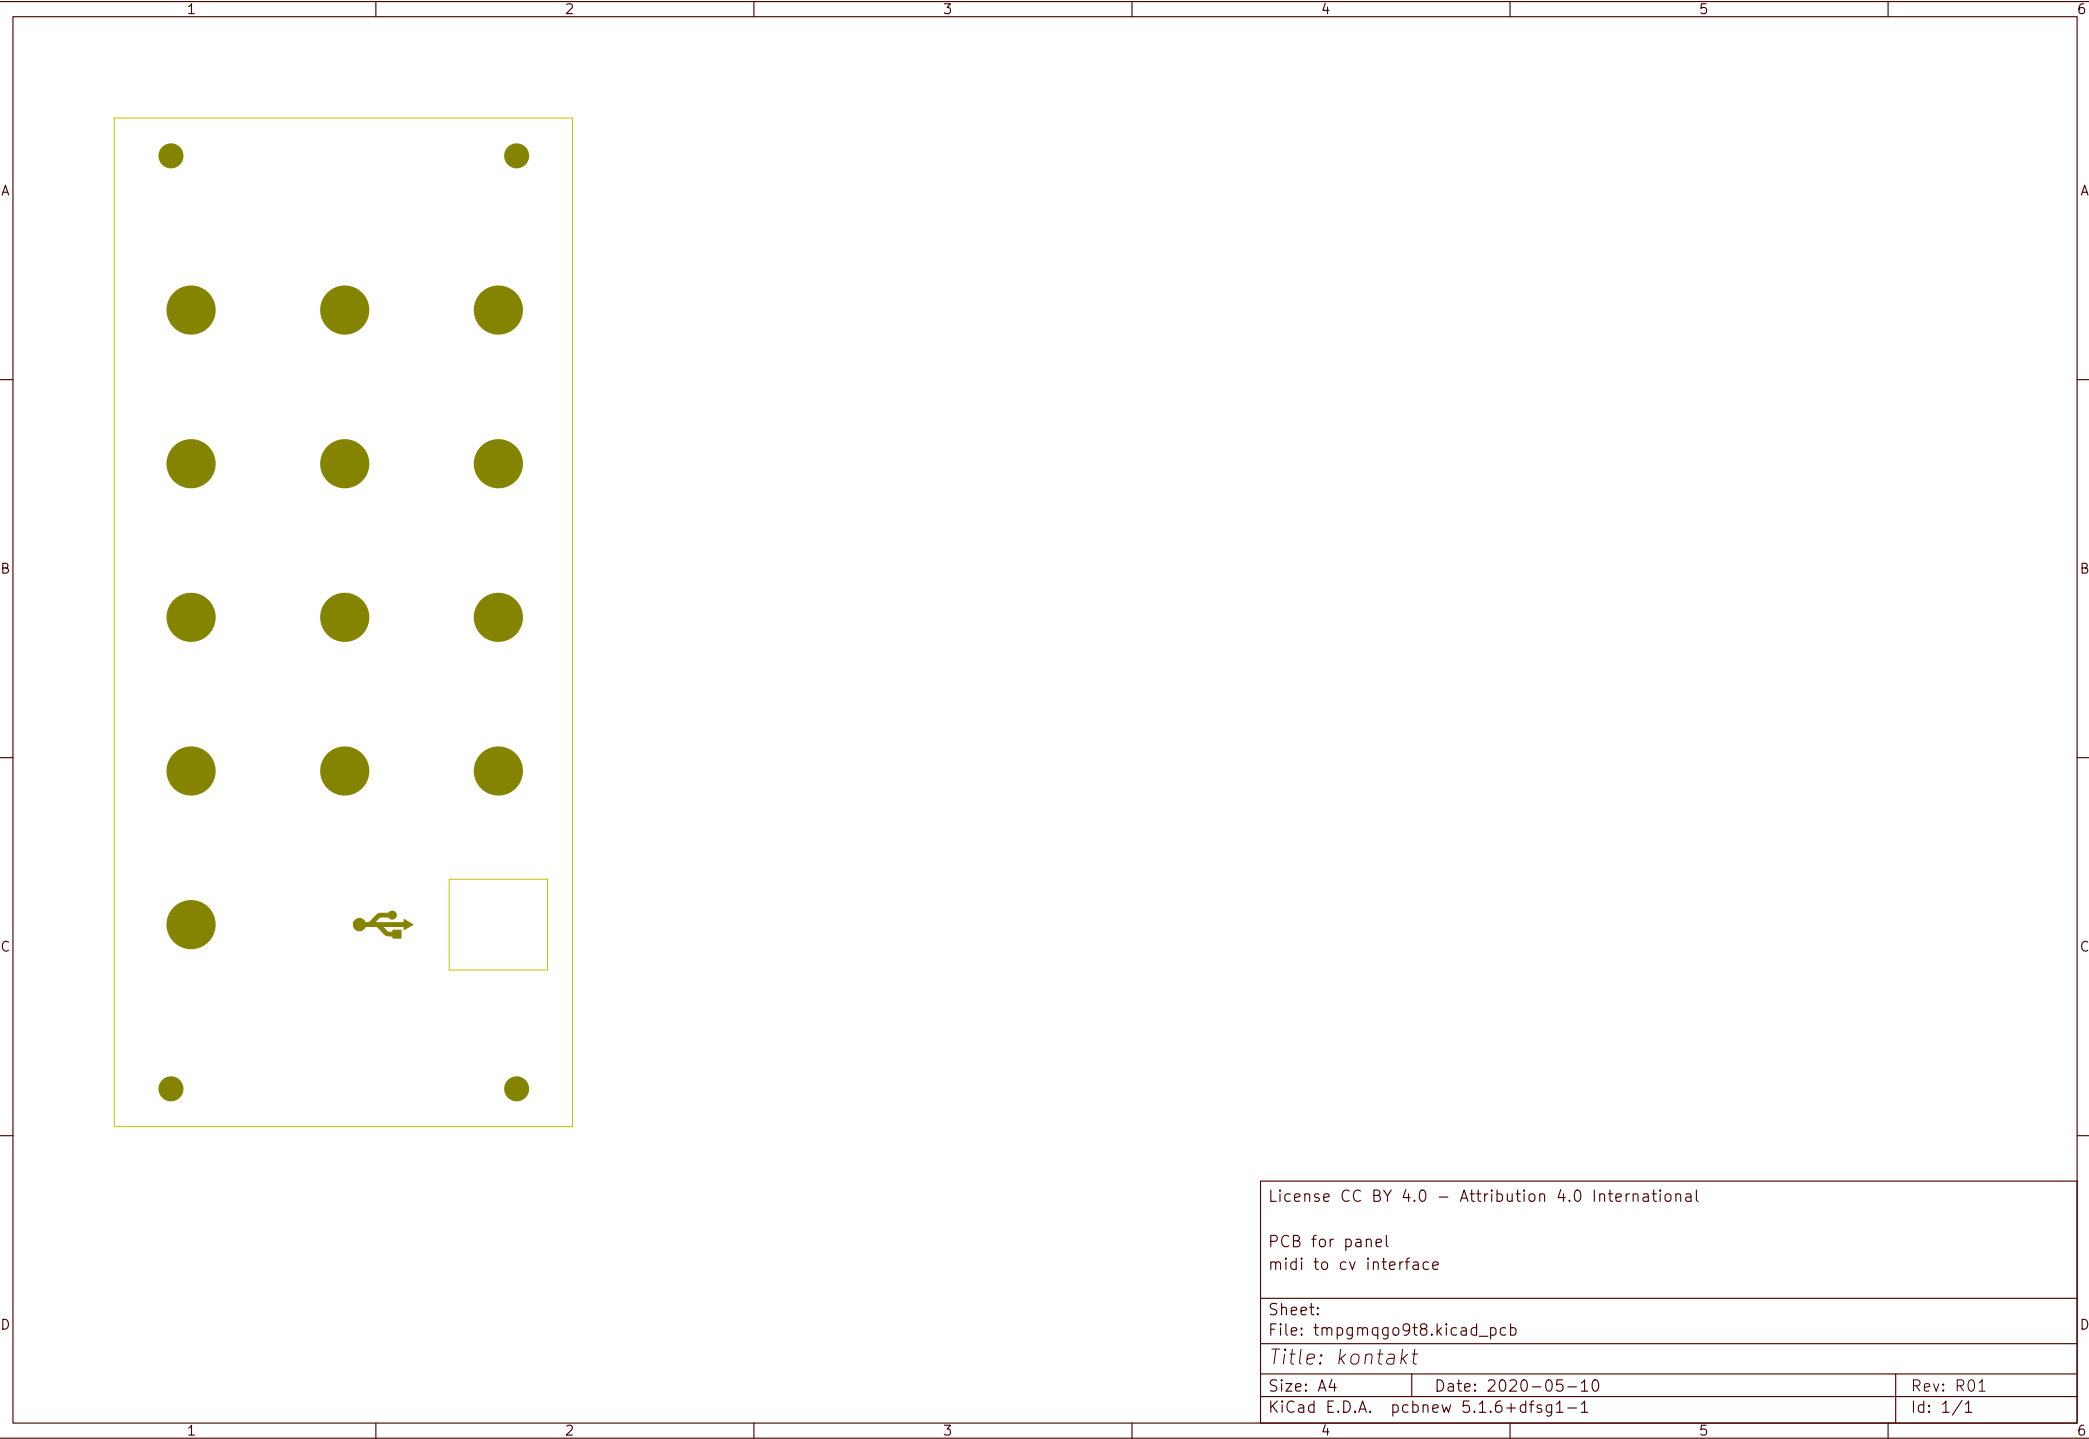 1 2 3 4 5 6
A A
B B
C C
License CC BY 4.0 – Attribution 4.0 International
PCB for panel
midi to cv interface
Sheet:
D D
File: tmpgmqgo9t8.kicad_pcb
Title: kontakt
Size: A4 Date: 2020-05-10 Rev: R01
KiCad E.D.A. pcbnew 5.1.6+dfsg1-1 Id: 1/1
1 2 3 4 5 6